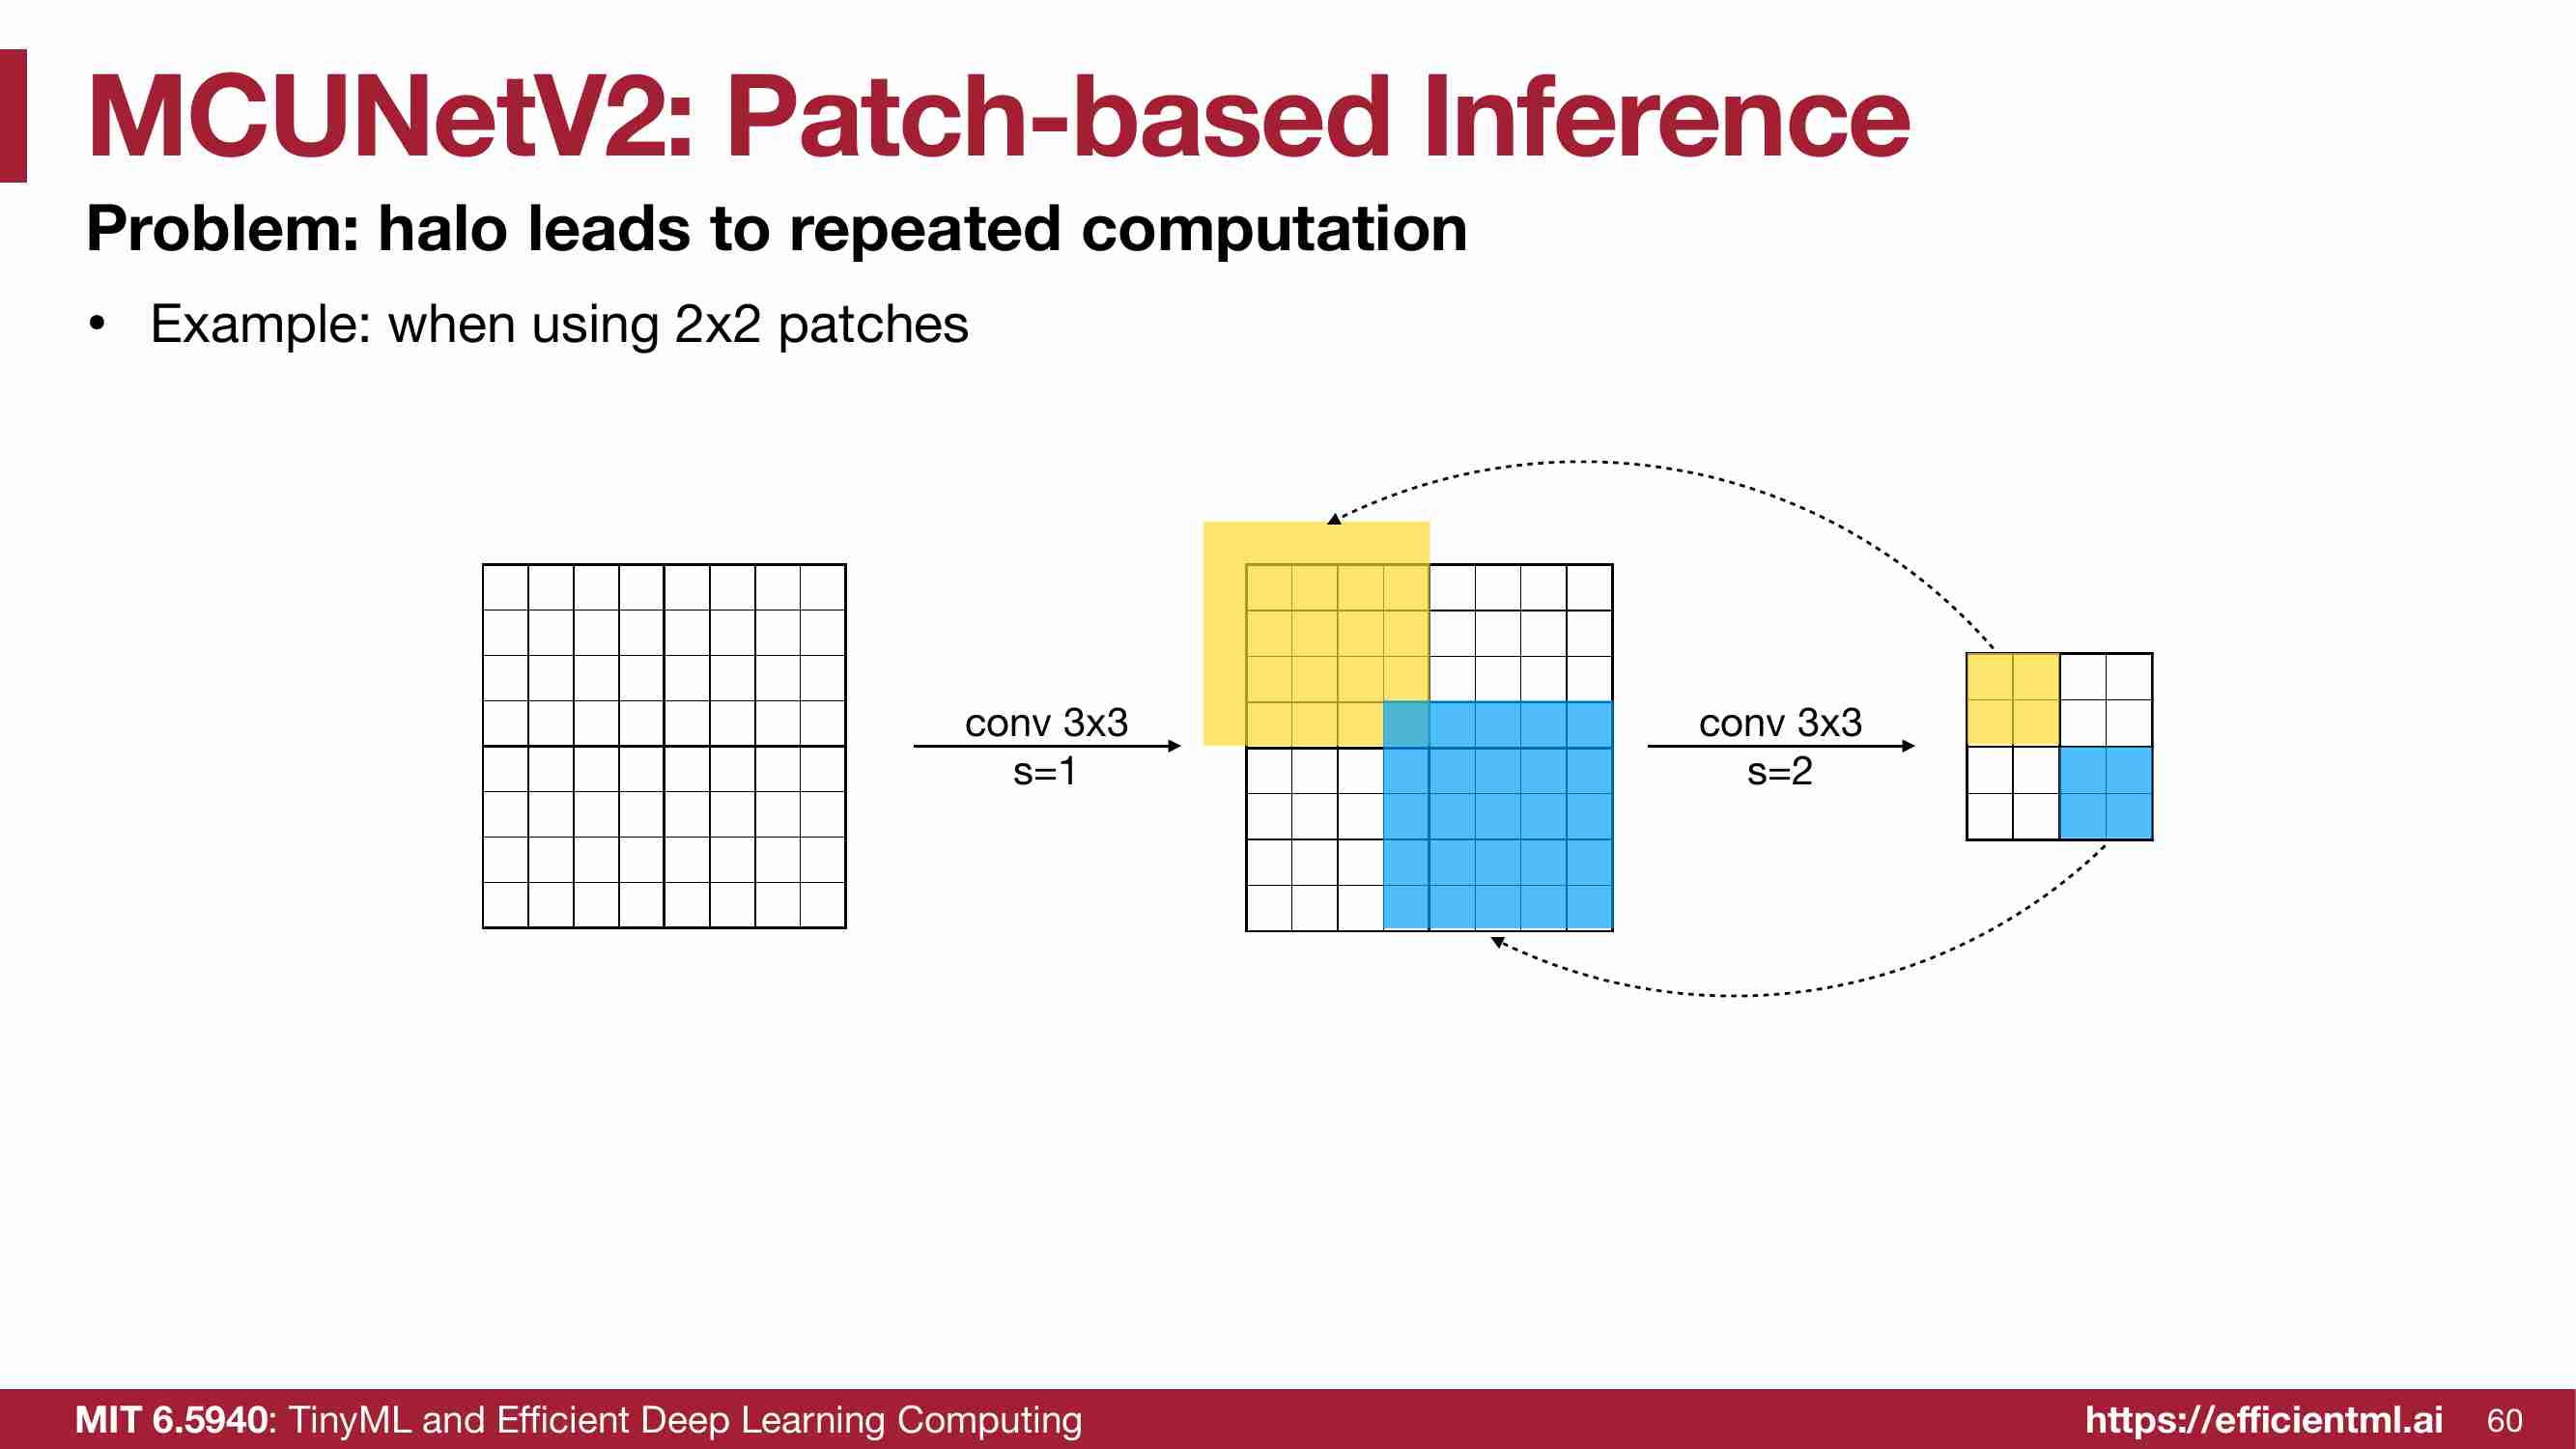 MCUNetV2: Patch-based Inference
Problem: halo leads to repeated computation
• Example: when using 2x2 patches
conv 3x3
s=1
conv 3x3
s=2
MIT 6.5940: TinyML and Efficient Deep Learning Computing
https://efficientml.ai 60